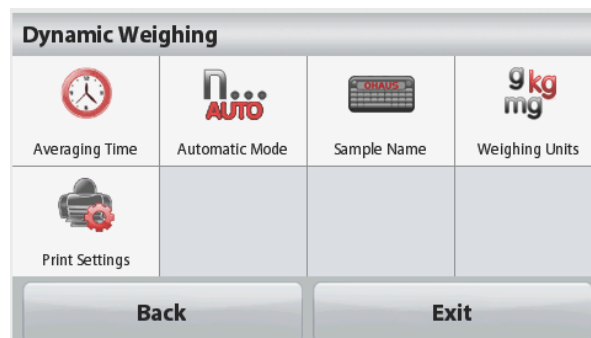 Dynamic Weighing
n...
AUTO
OHAUS
g kg
mg
Averaging Time
Automatic Mode
Sample Name
Weighing Units
Print Settings
Back
Exit